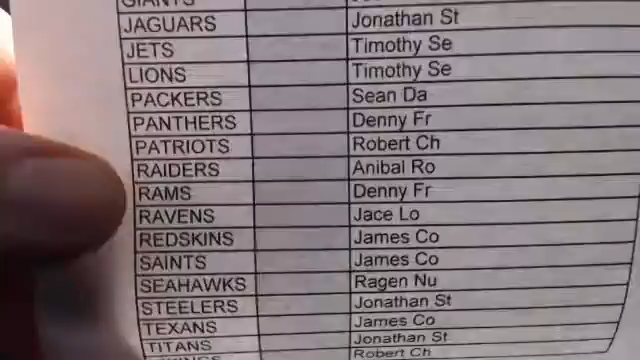 GIANTS
JAGUARS Jonathan St
JETS Timothy Se
LIONS Timothy Se
PACKERS Sean Da
PANTHERS Denny Fr
PATRIOTS Robert Ch
RAIDERS Anibal Ro
RAMS Denny Fr
RAVENS Jace Lo
REDSKINS James Co
SAINTS James Co
SEAHAWKS Ragen Nu
STEELERS Jonathan St
TEXANS James Co
TITANS Jonathan St
Robert Ch